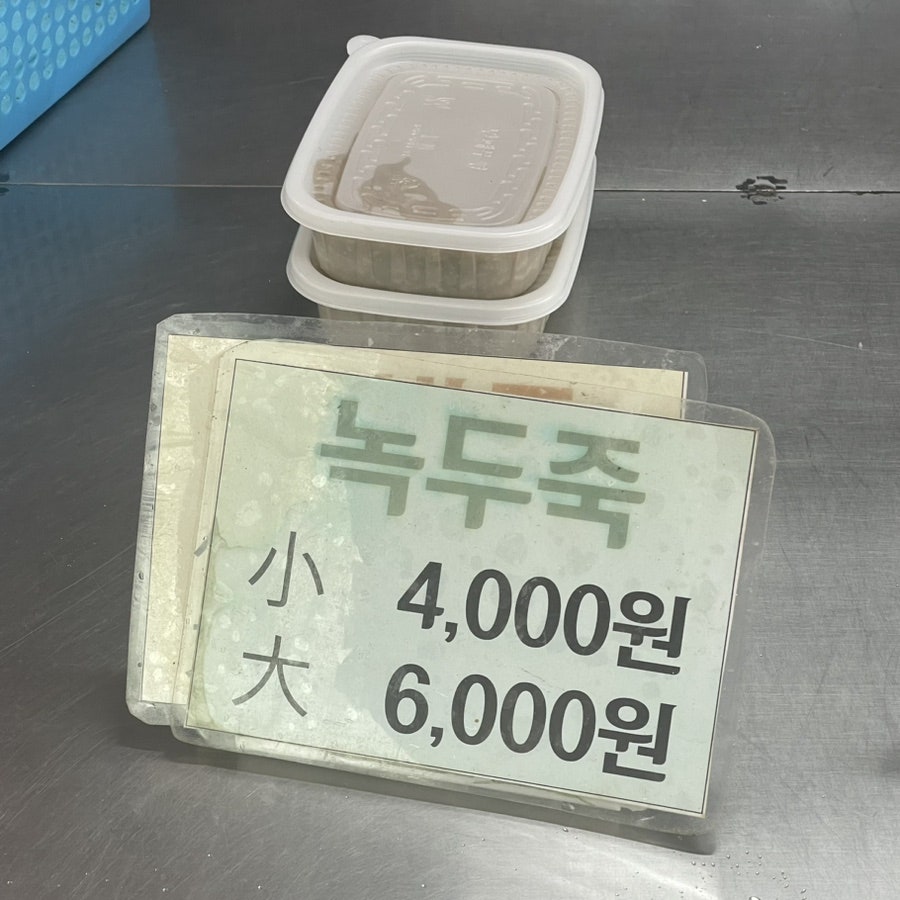 녹두죽
小 4,000원
大 6,000원